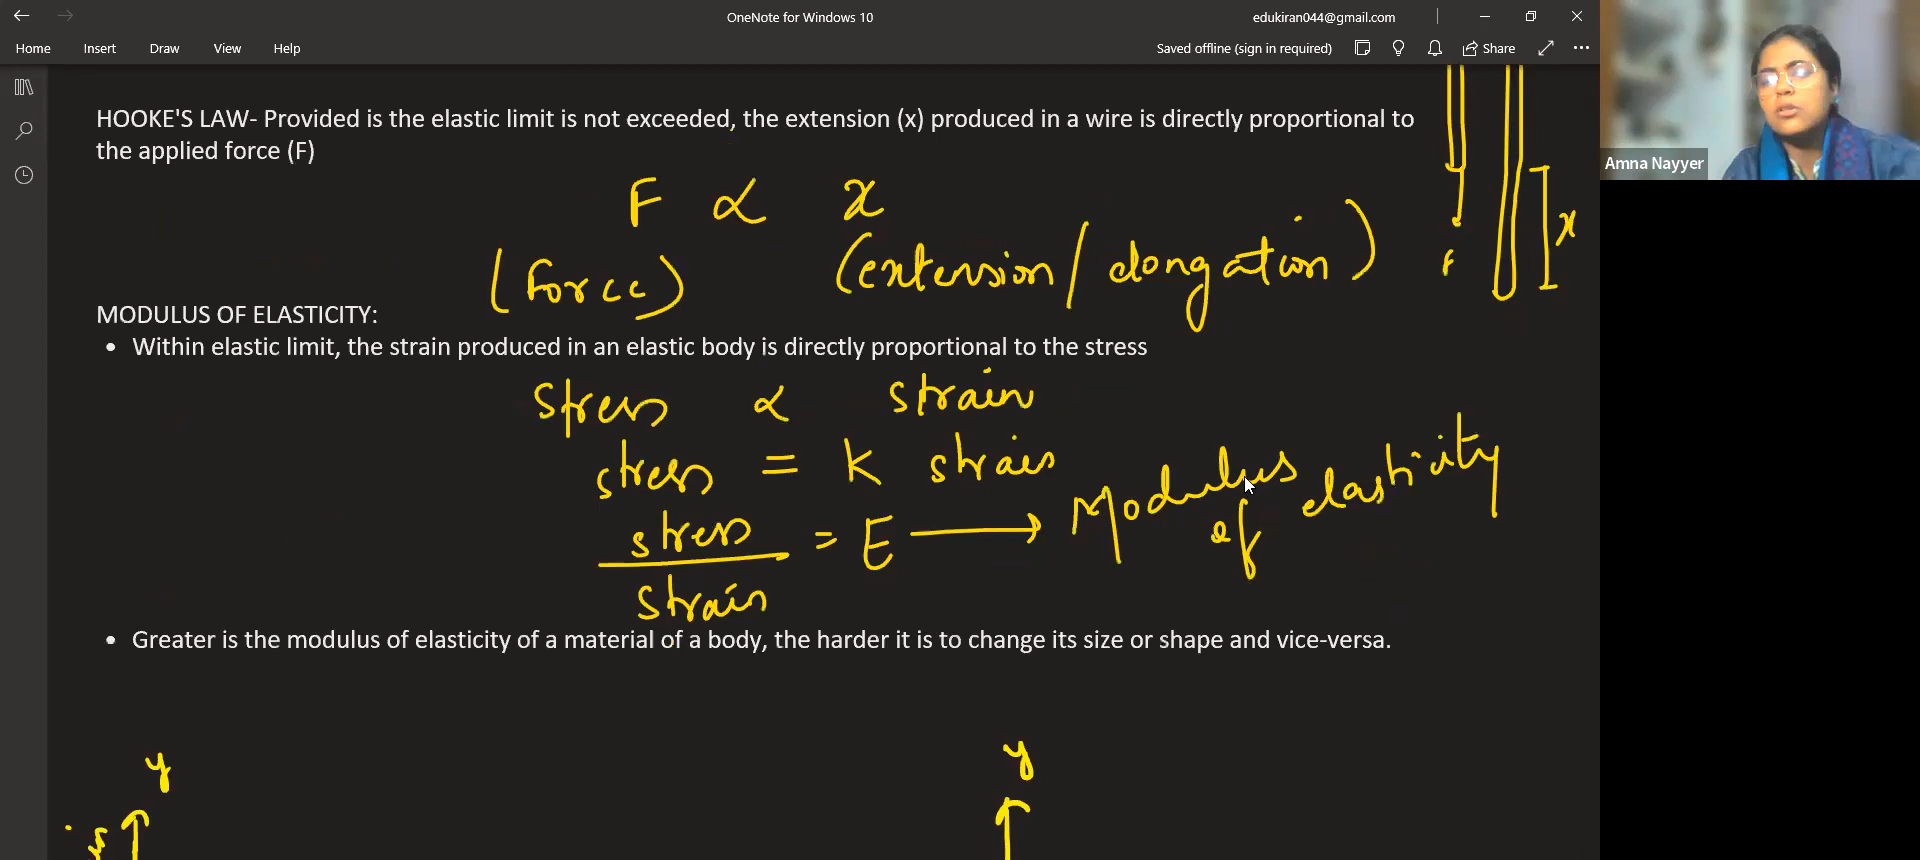 OneNote for Windows 10
edukiran044@gmail.com
Home Insert Draw View Help
Saved offline (sign in required)
Share
Amna Nayyer
HOOKE'S LAW- Provided is the elastic limit is not exceeded, the extension (x) produced in a wire is directly proportional to
the applied force (F)
F ∝ x
(Force) (extension/elongation)
F
x
MODULUS OF ELASTICITY:
• Within elastic limit, the strain produced in an elastic body is directly proportional to the stress
Stress ∝ strain
stress = K strain
stress
strain
= E → Modulus of elasticity
• Greater is the modulus of elasticity of a material of a body, the harder it is to change its size or shape and vice-versa.
y
y